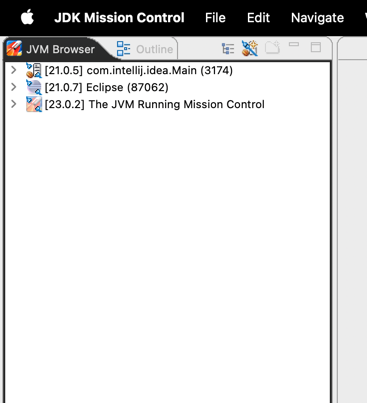 JDK Mission Control File Edit Navigate
JVM Browser Outline
[21.0.5] com.intellij.idea.Main (3174)
[21.0.7] Eclipse (87062)
[23.0.2] The JVM Running Mission Control